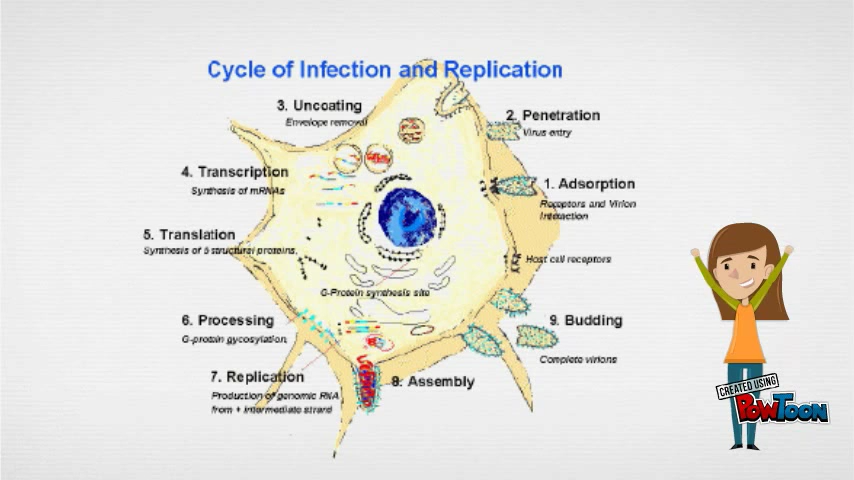 Cycle of Infection and Replication
3. Uncoating
Envelope removal
2. Penetration
Virus entry
4. Transcription
Synthesis of mRNAs
1. Adsorption
Receptors and Virion
Interaction
5. Translation
Synthesis of 5 structural proteins,
Host cell receptors
G-Protein synthesis site
6. Processing
G-protein gycosylation,
9. Budding
Complete virions
7. Replication
Production of genomic RNA
from + intermediate strand
8. Assembly
CREATED USING
POWTOON